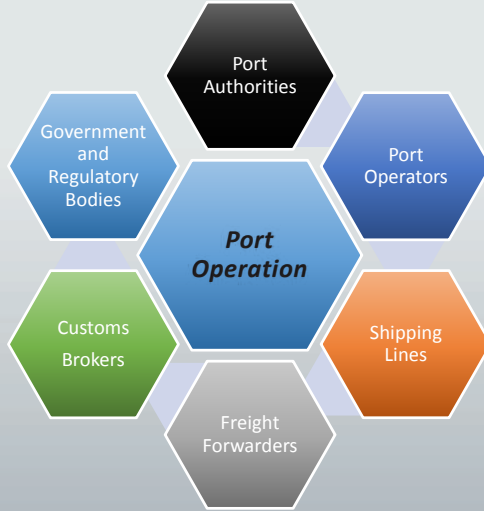 Port
Authorities
Government
and
Regulatory
Bodies
Port
Operators
Port
Operation
Customs
Brokers
Shipping
Lines
Freight
Forwarders